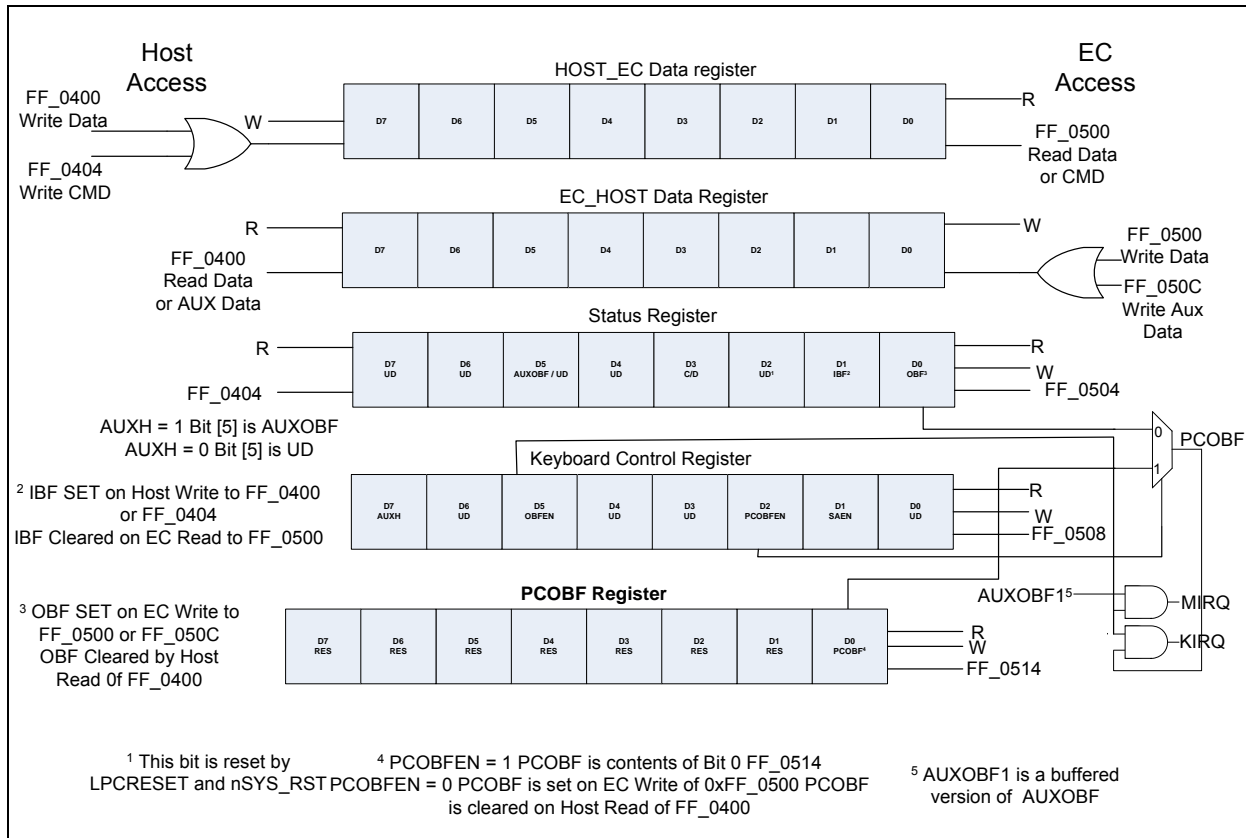 Host
Access
EC
Access
HOST_EC Data register
FF_0400
Write Data
FF_0404
Write CMD
W
D7 D6 D5 D4 D3 D2 D1 D0
R
FF_0500
Read Data
or CMD
EC_HOST Data Register
R
FF_0400
Read Data
or AUX Data
D7 D6 D5 D4 D3 D2 D1 D0
W
FF_0500
Write Data
FF_050C
Write Aux
Data
Status Register
R
FF_0404
D7 D6 D5 D4 D3 D2 D1 D0
UD UD AUXOBF / UD UD C/D UD¹ IBF² OBF³
R
W
FF_0504
AUXH = 1 Bit [5] is AUXOBF
AUXH = 0 Bit [5] is UD
0
1
PCOBF
Keyboard Control Register
² IBF SET on Host Write to FF_0400
or FF_0404
IBF Cleared on EC Read to FF_0500
D7 D6 D5 D4 D3 D2 D1 D0
AUXH UD OBFEN UD UD PCOBFEN SAEN UD
R
W
FF_0508
PCOBF Register
³ OBF SET on EC Write to
FF_0500 or FF_050C
OBF Cleared by Host
Read 0f FF_0400
D7 D6 D5 D4 D3 D2 D1 D0
RES RES RES RES RES RES RES PCOBF⁴
R
W
FF_0514
AUXOBF1⁵
MIRQ
KIRQ
¹ This bit is reset by
LPCRESET and nSYS_RST
⁴ PCOBFEN = 1 PCOBF is contents of Bit 0 FF_0514
PCOBFEN = 0 PCOBF is set on EC Write of 0xFF_0500 PCOBF
is cleared on Host Read of FF_0400
⁵ AUXOBF1 is a buffered
version of AUXOBF